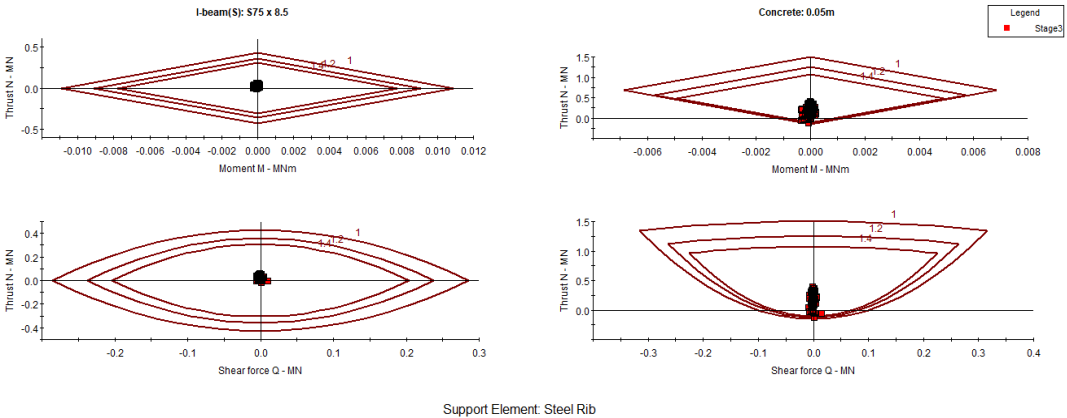 I-beam(S): S75 x 8.5
Concrete: 0.05m
Legend
Stage3
Thrust N - MN
0.5
0.0
-0.5
1.4
1.2
1
-0.010 -0.008 -0.006 -0.004 -0.002 0.000 0.002 0.004 0.006 0.008 0.010 0.012
Moment M - MNm
Thrust N - MN
1.5
1.0
0.5
0.0
1.4
1.2
1
-0.006 -0.004 -0.002 0.000 0.002 0.004 0.006 0.008
Moment M - MNm
Thrust N - MN
0.4
0.2
0.0
-0.2
-0.4
1.4
1.2
1
-0.2 -0.1 0.0 0.1 0.2 0.3
Shear force Q - MN
Thrust N - MN
1.5
1.0
0.5
0.0
1.4
1.2
1
-0.3 -0.2 -0.1 0.0 0.1 0.2 0.3 0.4
Shear force Q - MN
Support Element: Steel Rib